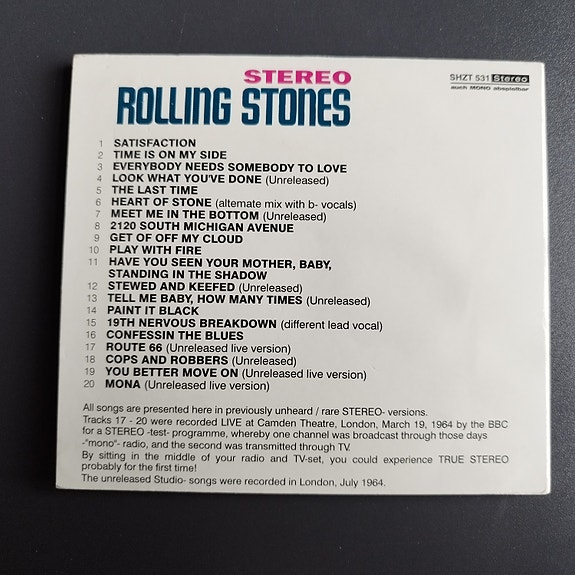 STEREO
ROLLING STONES
SHZT 531 Stereo
auch MONO abspielbar
1 SATISFACTION
2 TIME IS ON MY SIDE
3 EVERYBODY NEEDS SOMEBODY TO LOVE
4 LOOK WHAT YOU'VE DONE (Unreleased)
5 THE LAST TIME
6 HEART OF STONE (alternate mix with b- vocals)
7 MEET ME IN THE BOTTOM (Unreleased)
8 2120 SOUTH MICHIGAN AVENUE
9 GET OF OFF MY CLOUD
10 PLAY WITH FIRE
11 HAVE YOU SEEN YOUR MOTHER, BABY,
STANDING IN THE SHADOW
12 STEWED AND KEEFED (Unreleased)
13 TELL ME BABY, HOW MANY TIMES (Unreleased)
14 PAINT IT BLACK
15 19TH NERVOUS BREAKDOWN (different lead vocal)
16 CONFESSIN THE BLUES
17 ROUTE 66 (Unreleased live version)
18 COPS AND ROBBERS (Unreleased)
19 YOU BETTER MOVE ON (Unreleased live version)
20 MONA (Unreleased live version)
All songs are presented here in previously unheard / rare STEREO- versions.
Tracks 17 - 20 were recorded LIVE at Camden Theatre, London, March 19, 1964 by the BBC
for a STEREO -test- programme, whereby one channel was broadcast through those days
-"mono"- radio, and the second was transmitted through TV.
By sitting in the middle of your radio and TV-set, you could experience TRUE STEREO
probably for the first time!
The unreleased Studio- songs were recorded in London, July 1964.